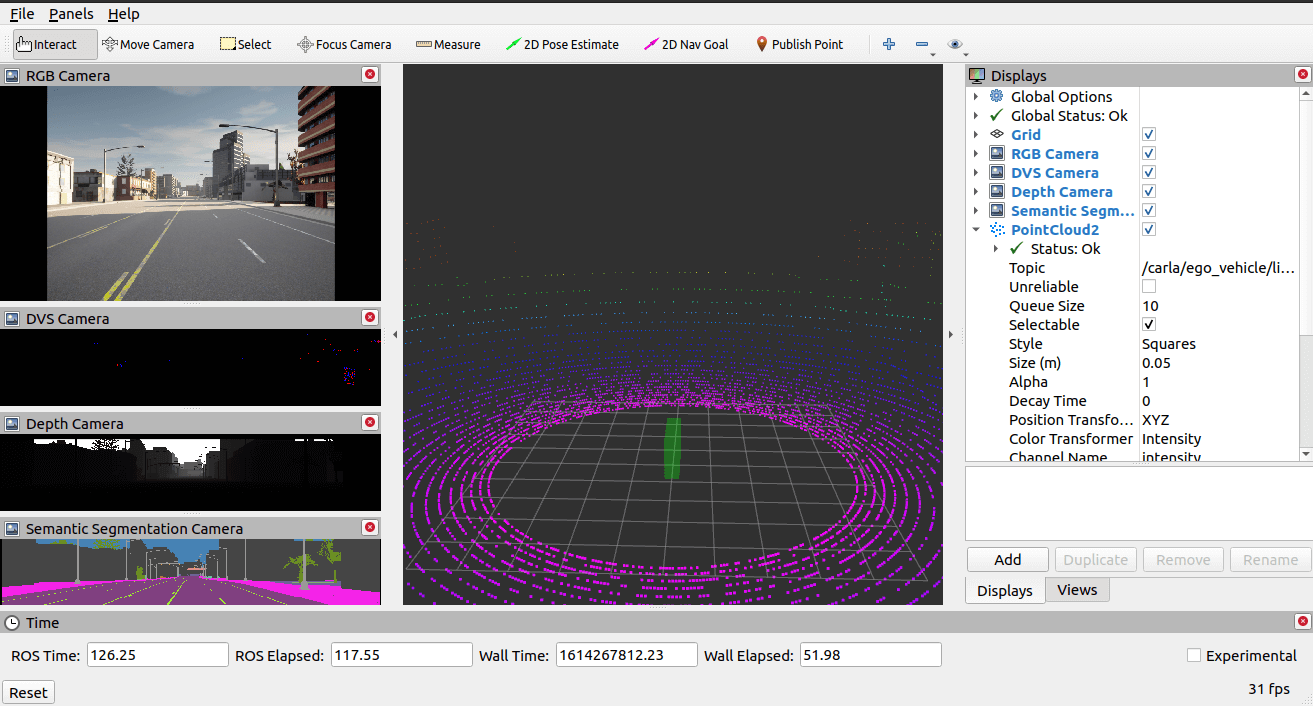 File Panels Help
Interact Move Camera Select Focus Camera Measure 2D Pose Estimate 2D Nav Goal Publish Point
RGB Camera
DVS Camera
Depth Camera
Semantic Segmentation Camera
Displays
Global Options
Global Status: Ok
Grid
RGB Camera
DVS Camera
Depth Camera
Semantic Segm...
PointCloud2
Status: Ok
Topic /carla/ego_vehicle/li...
Unreliable
Queue Size 10
Selectable
Style Squares
Size (m) 0.05
Alpha 1
Decay Time 0
Position Transfo... XYZ
Color Transformer Intensity
Channel Name intensity
Add Duplicate Remove Rename
Displays Views
Time
ROS Time: 126.25 ROS Elapsed: 117.55 Wall Time: 1614267812.23 Wall Elapsed: 51.98 Experimental
Reset 31 fps